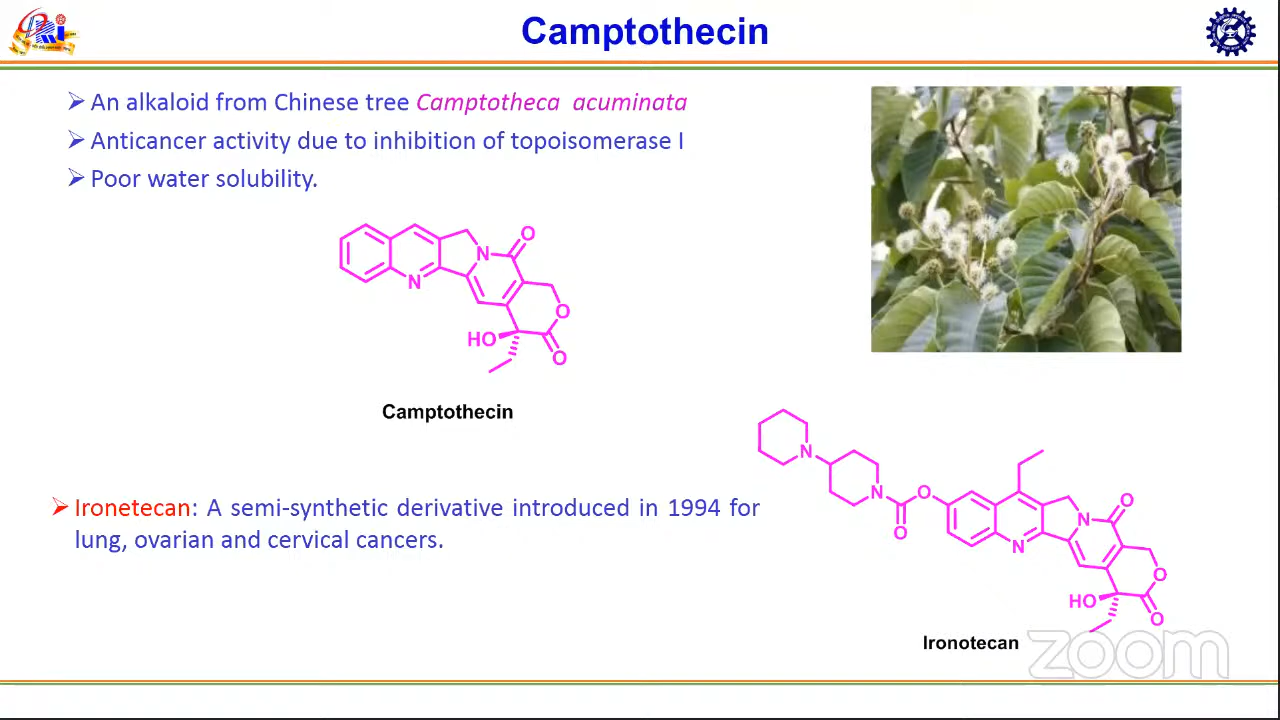 Camptothecin
An alkaloid from Chinese tree Camptotheca acuminata
Anticancer activity due to inhibition of topoisomerase I
Poor water solubility.
N
O
N
O
HO
O
Camptothecin
N
N
O
O
O
N
N
HO
O
O
Ironetecan: A semi-synthetic derivative introduced in 1994 for
lung, ovarian and cervical cancers.
Ironotecan
zoom